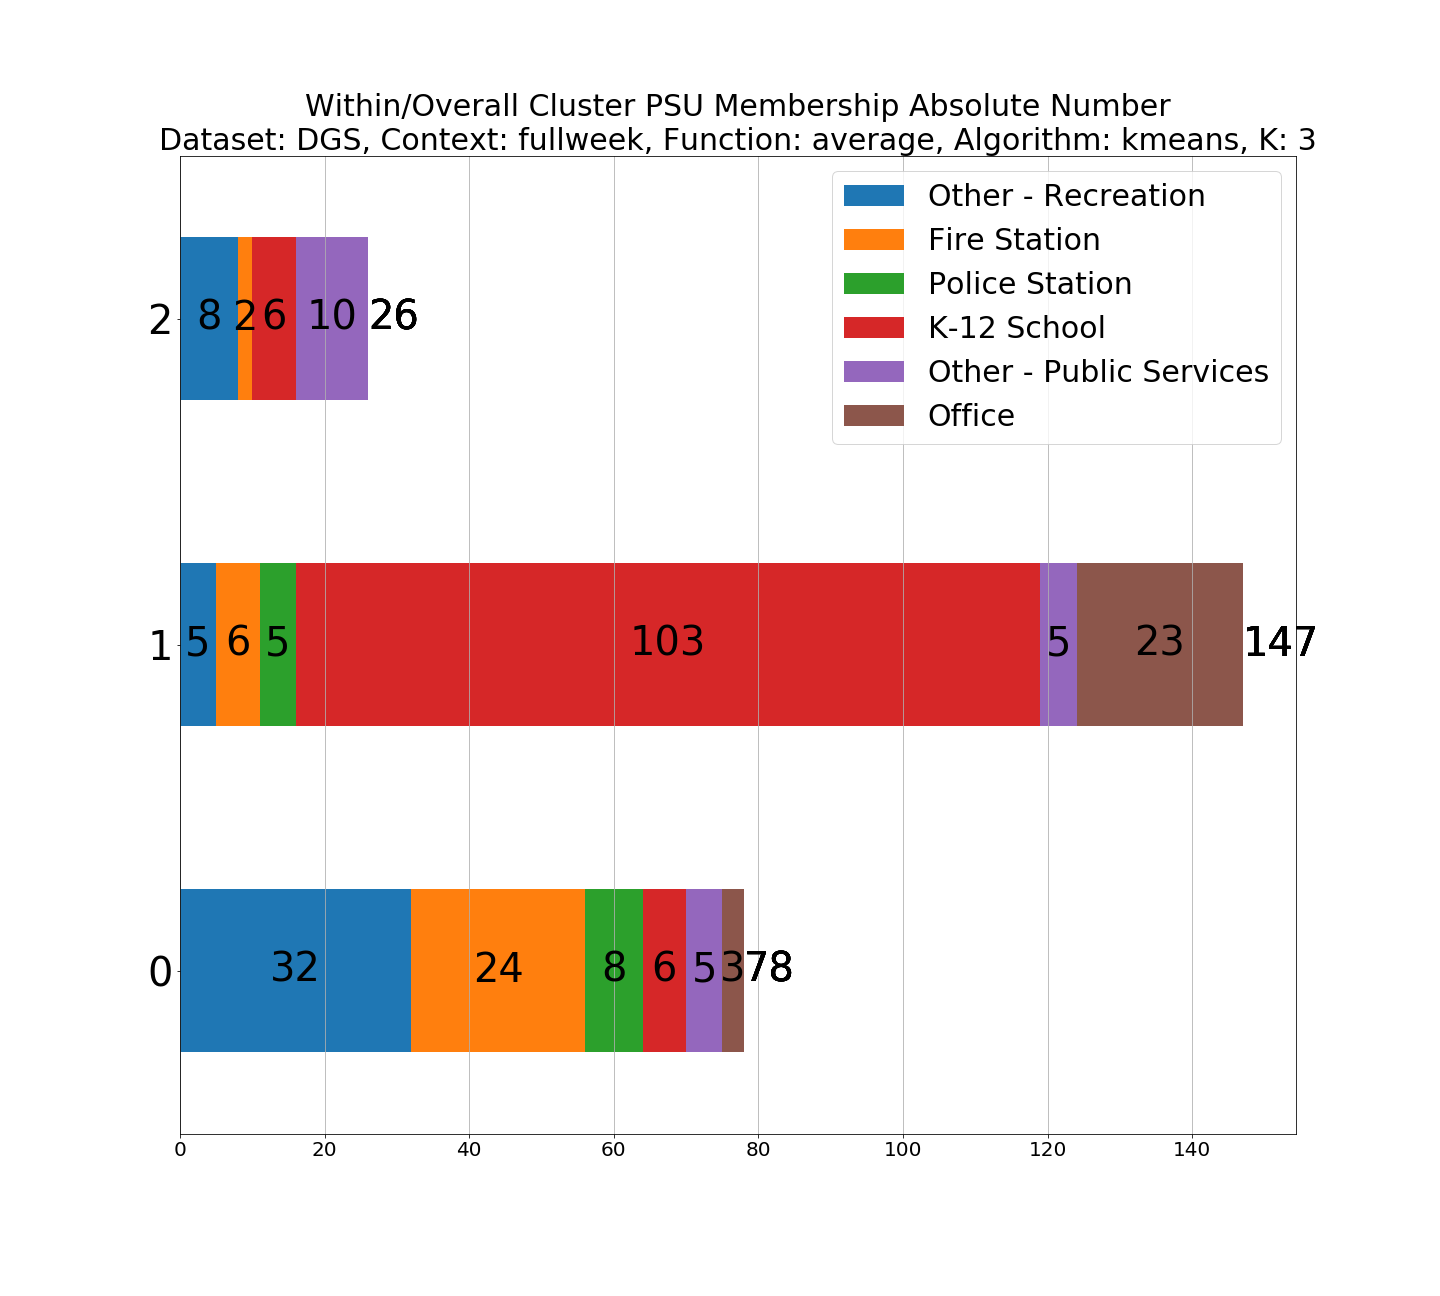 Within/Overall Cluster PSU Membership Absolute Number
Dataset: DGS, Context: fullweek, Function: average, Algorithm: kmeans, K: 3
Other - Recreation
Fire Station
Police Station
K-12 School
Other - Public Services
Office
2 8 2 6 10 26
1 5 6 5 103 5 23 147
0 32 24 8 6 5 3 78
0 20 40 60 80 100 120 140